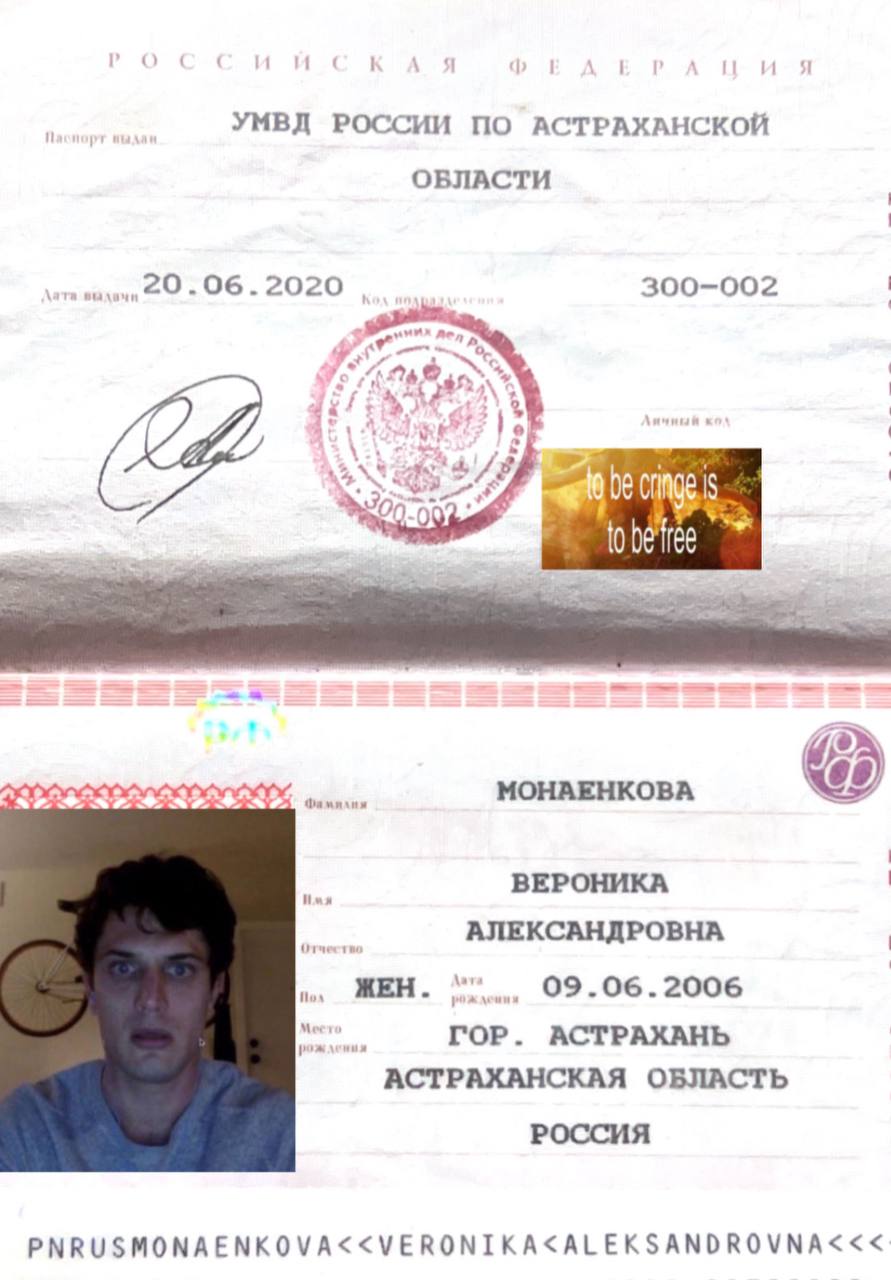 РОССИЙСКАЯ ФЕДЕРАЦИЯ
Паспорт выдан УМВД РОССИИ ПО АСТРАХАНСКОЙ
ОБЛАСТИ
Дата выдачи 20.06.2020 Код подразделения 300-002
Министерство внутренних дел Российской Федерации
300-002
Личный код
to be cringe is
to be free
РФ
РФ
Фамилия МОНАЕНКОВА
Имя ВЕРОНИКА
Отчество АЛЕКСАНДРОВНА
Пол ЖЕН. Дата рождения 09.06.2006
Место рождения ГОР. АСТРАХАНЬ
АСТРАХАНСКАЯ ОБЛАСТЬ
РОССИЯ
PNRUSMONAENKOVA<<VERONIKA<ALEKSANDROVNA<<<